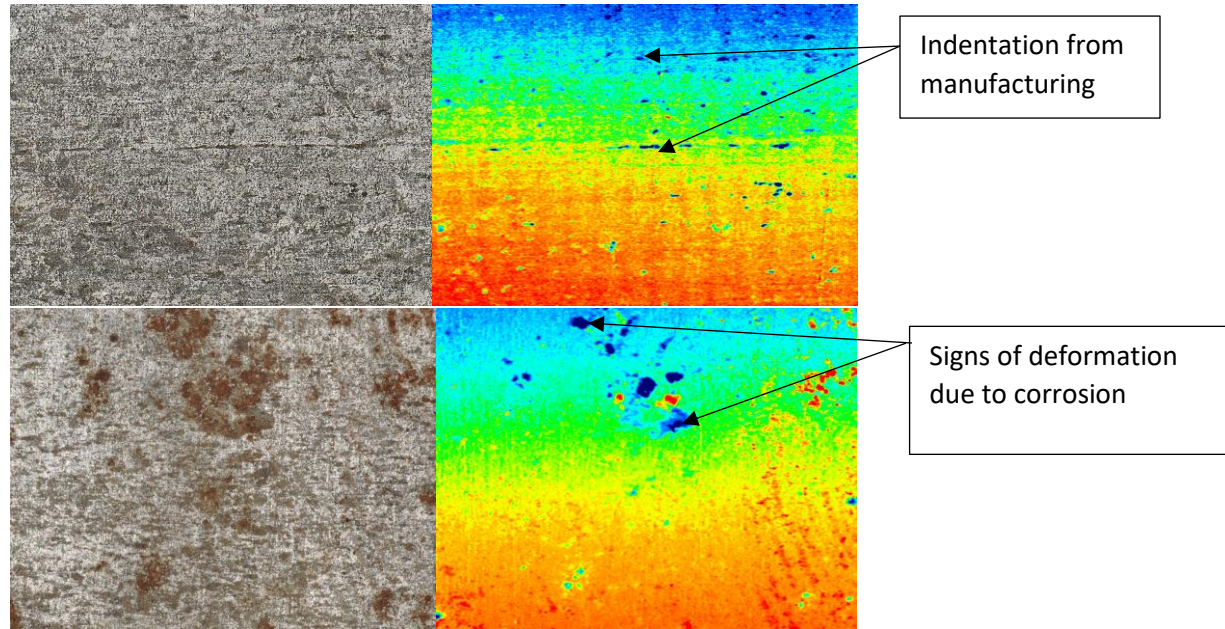 Indentation from
manufacturing
Signs of deformation
due to corrosion